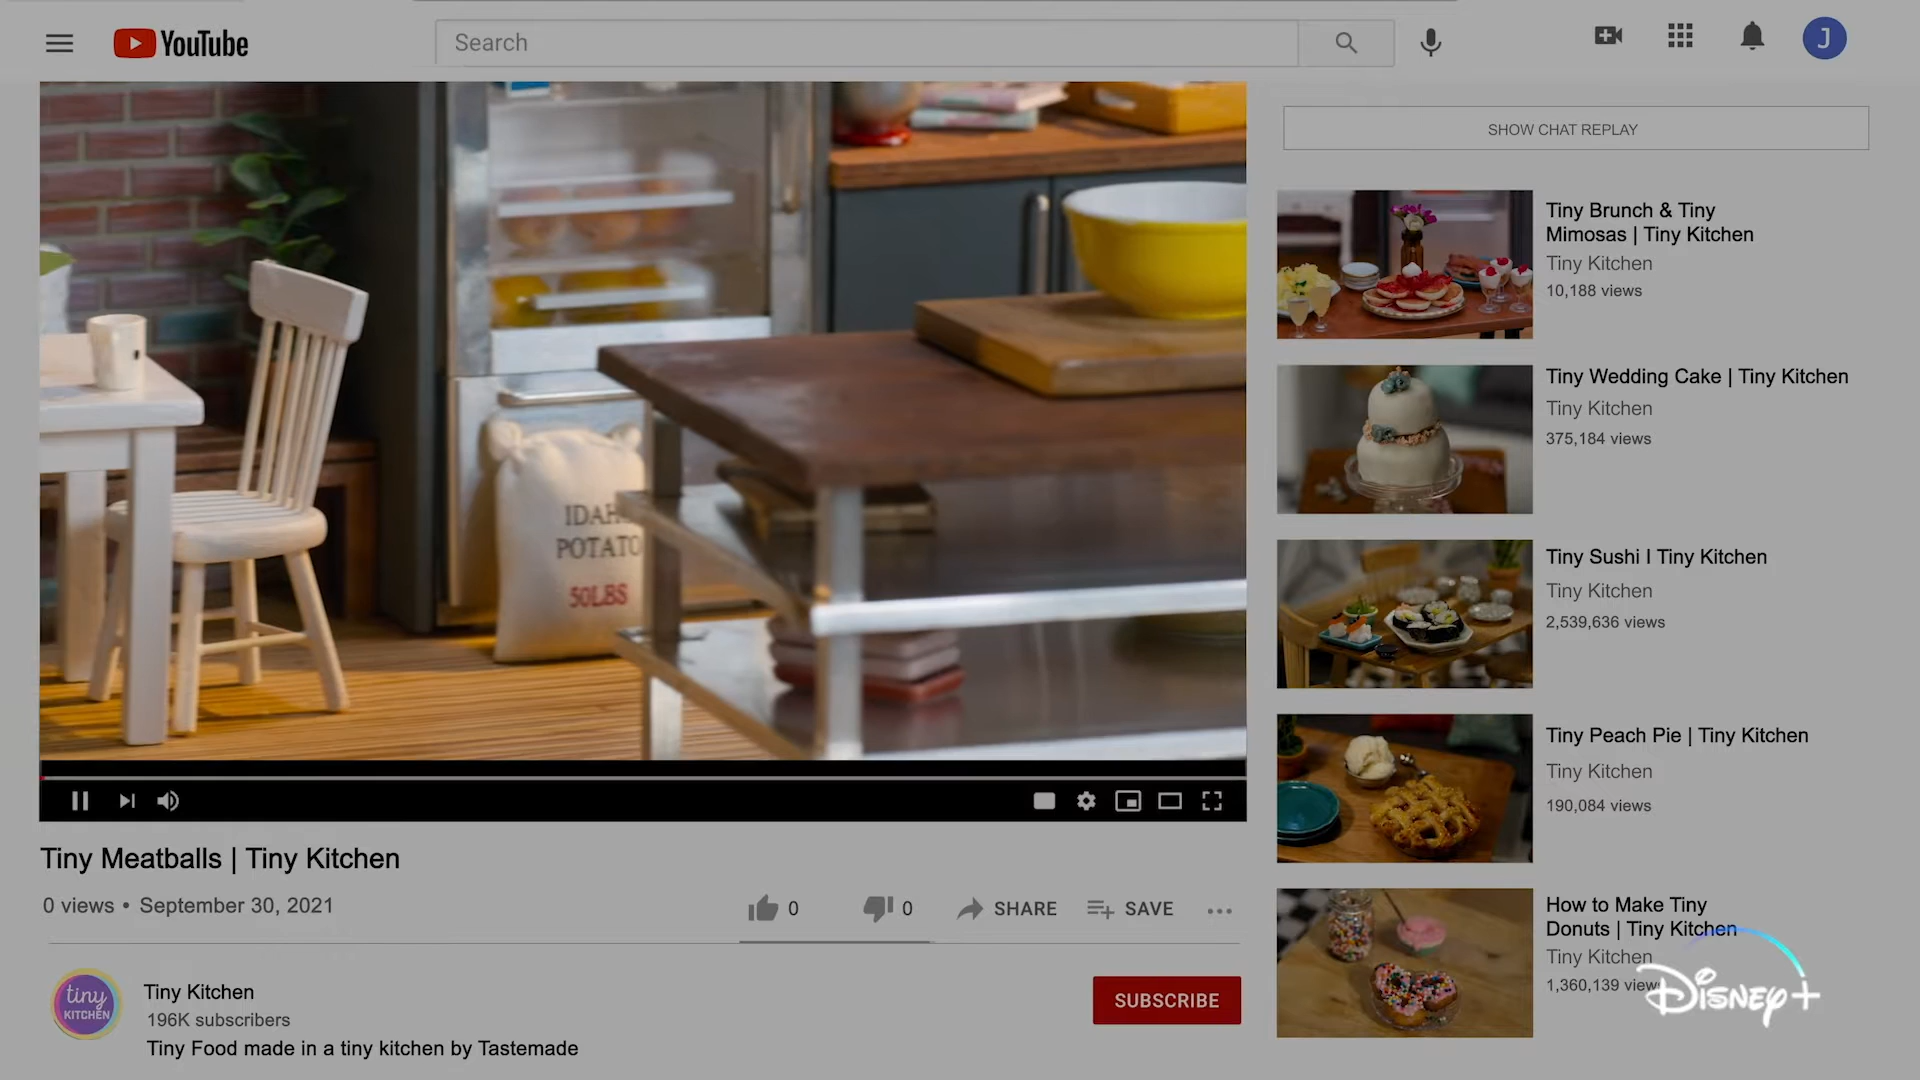 YouTube
Search
J
SHOW CHAT REPLAY
IDAHO
POTATO
50LBS
Tiny Brunch & Tiny
Mimosas | Tiny Kitchen
Tiny Kitchen
10,188 views
Tiny Wedding Cake | Tiny Kitchen
Tiny Kitchen
375,184 views
Tiny Sushi I Tiny Kitchen
Tiny Kitchen
2,539,636 views
Tiny Peach Pie | Tiny Kitchen
Tiny Kitchen
190,084 views
How to Make Tiny
Donuts | Tiny Kitchen
Tiny Kitchen
1,360,139 views
Disney+
Tiny Meatballs | Tiny Kitchen
0 views • September 30, 2021
0 0 SHARE SAVE
tiny
KITCHEN
Tiny Kitchen
196K subscribers
Tiny Food made in a tiny kitchen by Tastemade
SUBSCRIBE